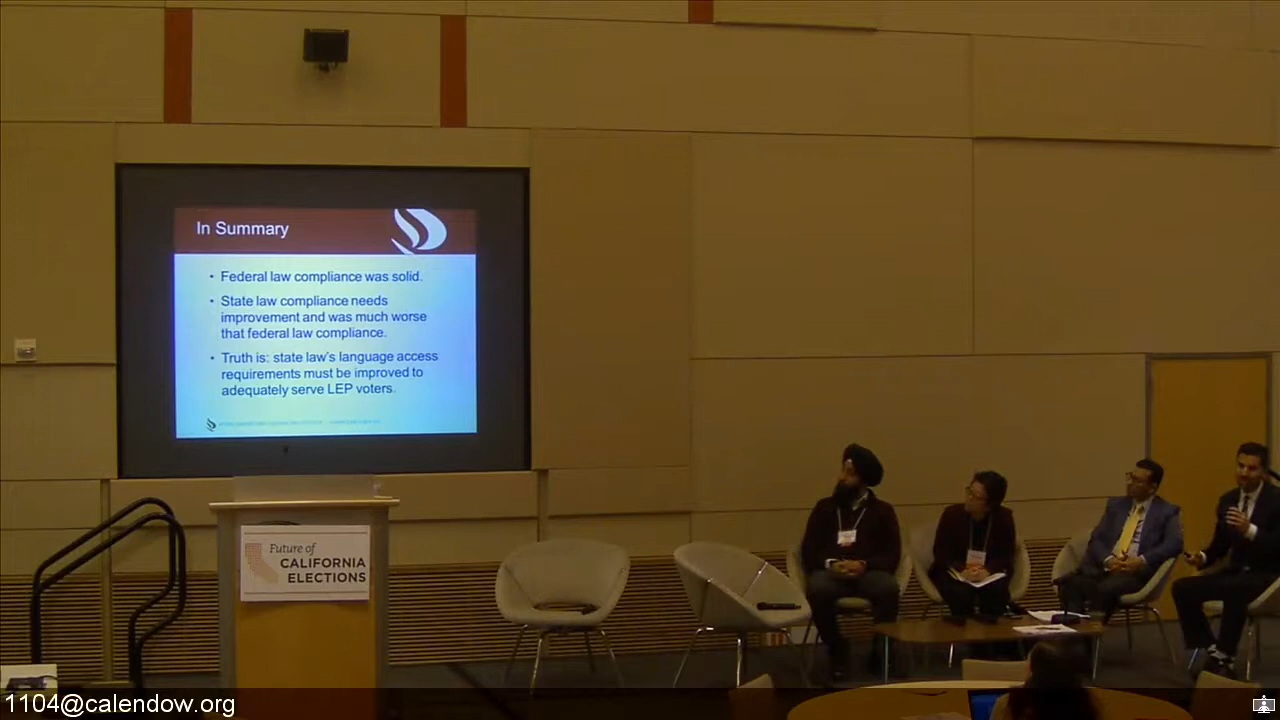 In Summary
• Federal law compliance was solid.
• State law compliance needs
improvement and was much worse
that federal law compliance.
• Truth is: state law's language access
requirements must be improved to
adequately serve LEP voters.
Future of
CALIFORNIA
ELECTIONS
1104@calendow.org